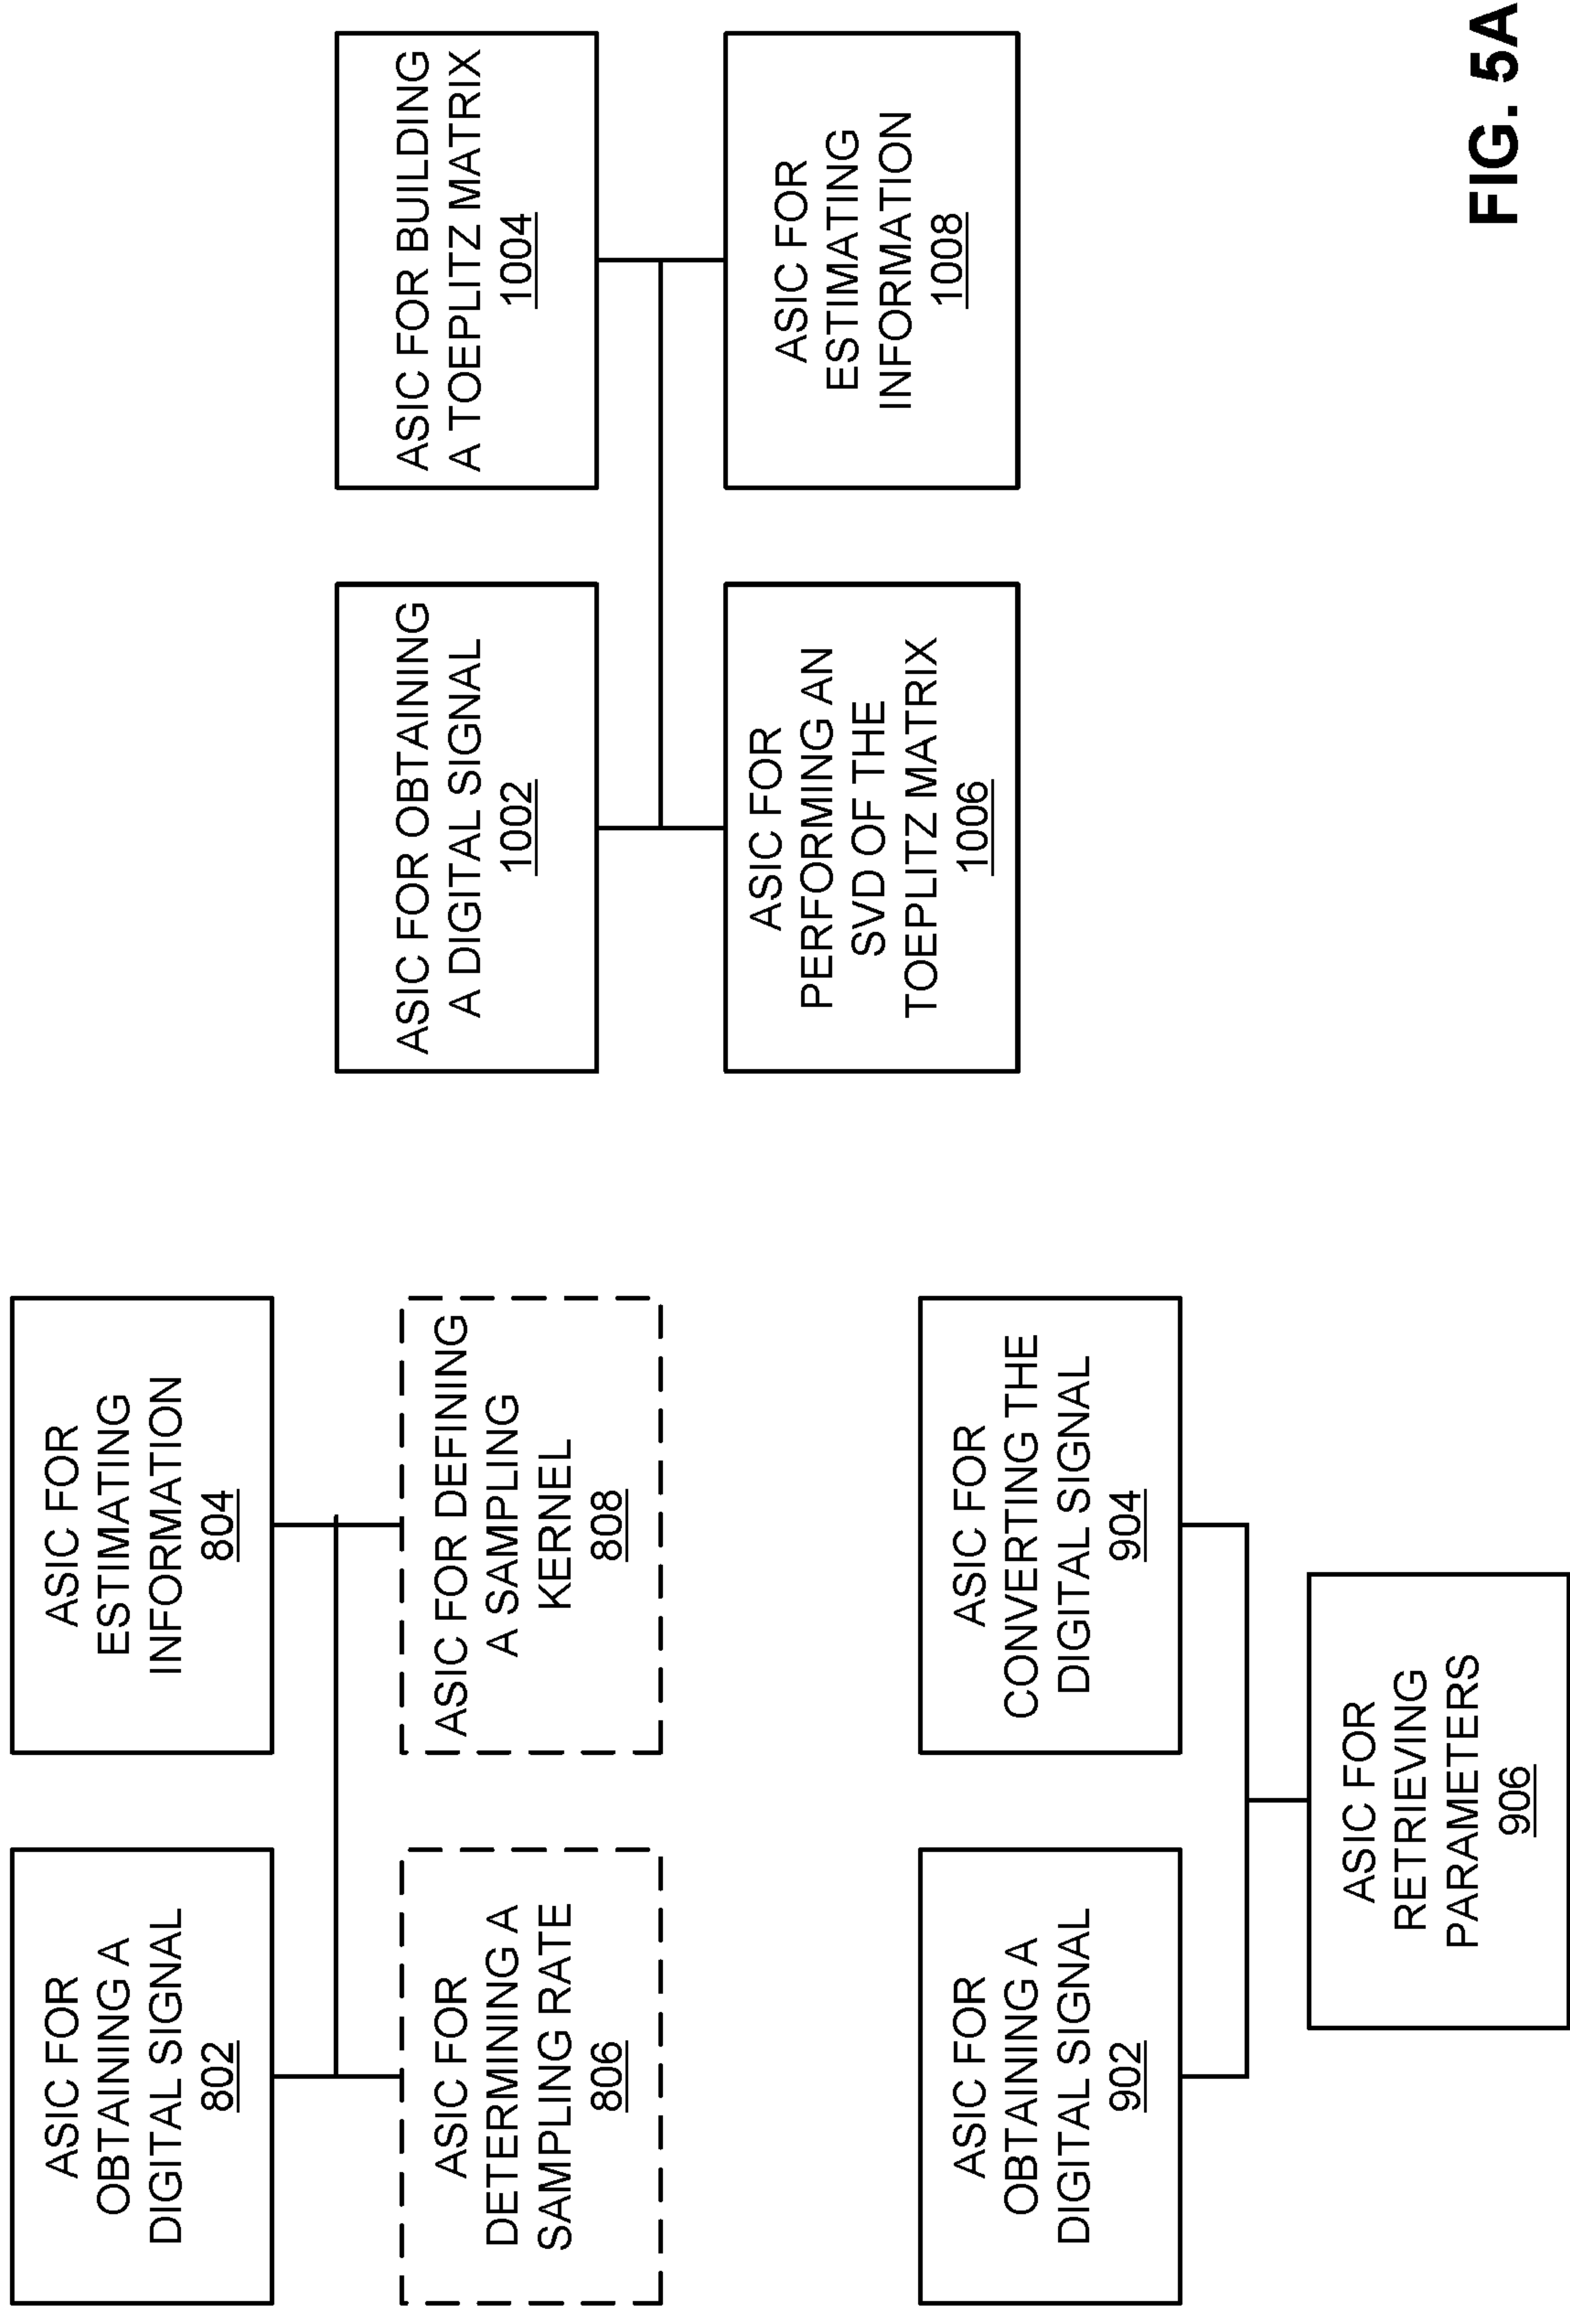 ASIC FOR
OBTAINING A
DIGITAL SIGNAL
802
ASIC FOR
ESTIMATING
INFORMATION
804
ASIC FOR
DETERMINING A
SAMPLING RATE
806
ASIC FOR DEFINING
A SAMPLING
KERNEL
808
ASIC FOR
OBTAINING A
DIGITAL SIGNAL
902
ASIC FOR
CONVERTING THE
DIGITAL SIGNAL
904
ASIC FOR
RETRIEVING
PARAMETERS
906
ASIC FOR OBTAINING
A DIGITAL SIGNAL
1002
ASIC FOR BUILDING
A TOEPLITZ MATRIX
1004
ASIC FOR
PERFORMING AN
SVD OF THE
TOEPLITZ MATRIX
1006
ASIC FOR
ESTIMATING
INFORMATION
1008
FIG. 5A